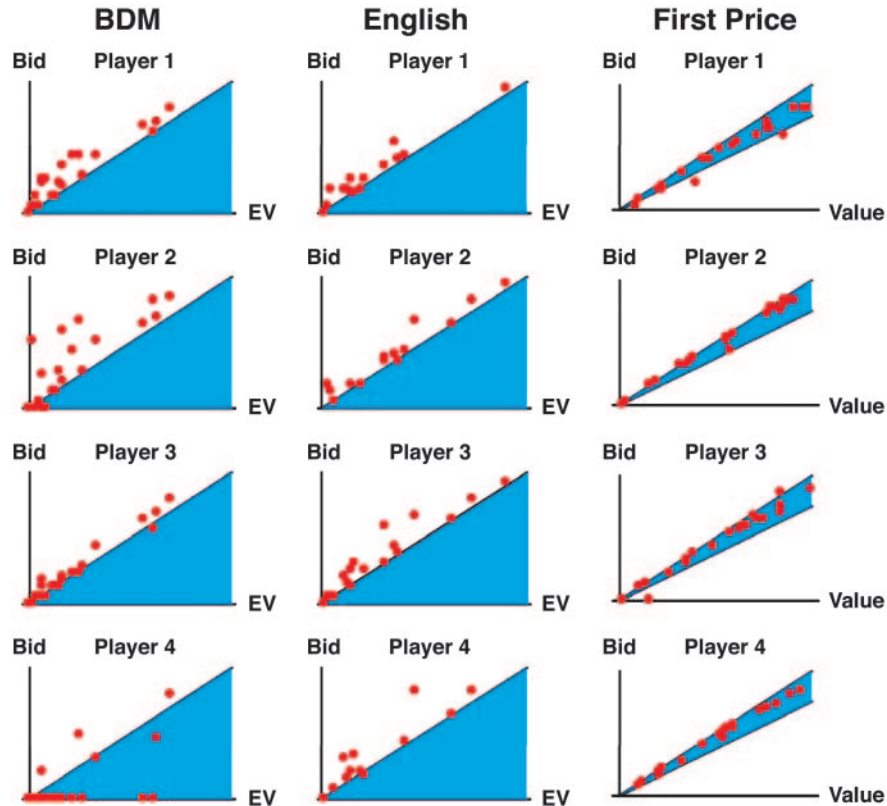 BDM English First Price
Bid Player 1 Bid Player 1 Bid Player 1
EV EV Value
Bid Player 2 Bid Player 2 Bid Player 2
EV EV Value
Bid Player 3 Bid Player 3 Bid Player 3
EV EV Value
Bid Player 4 Bid Player 4 Bid Player 4
EV EV Value